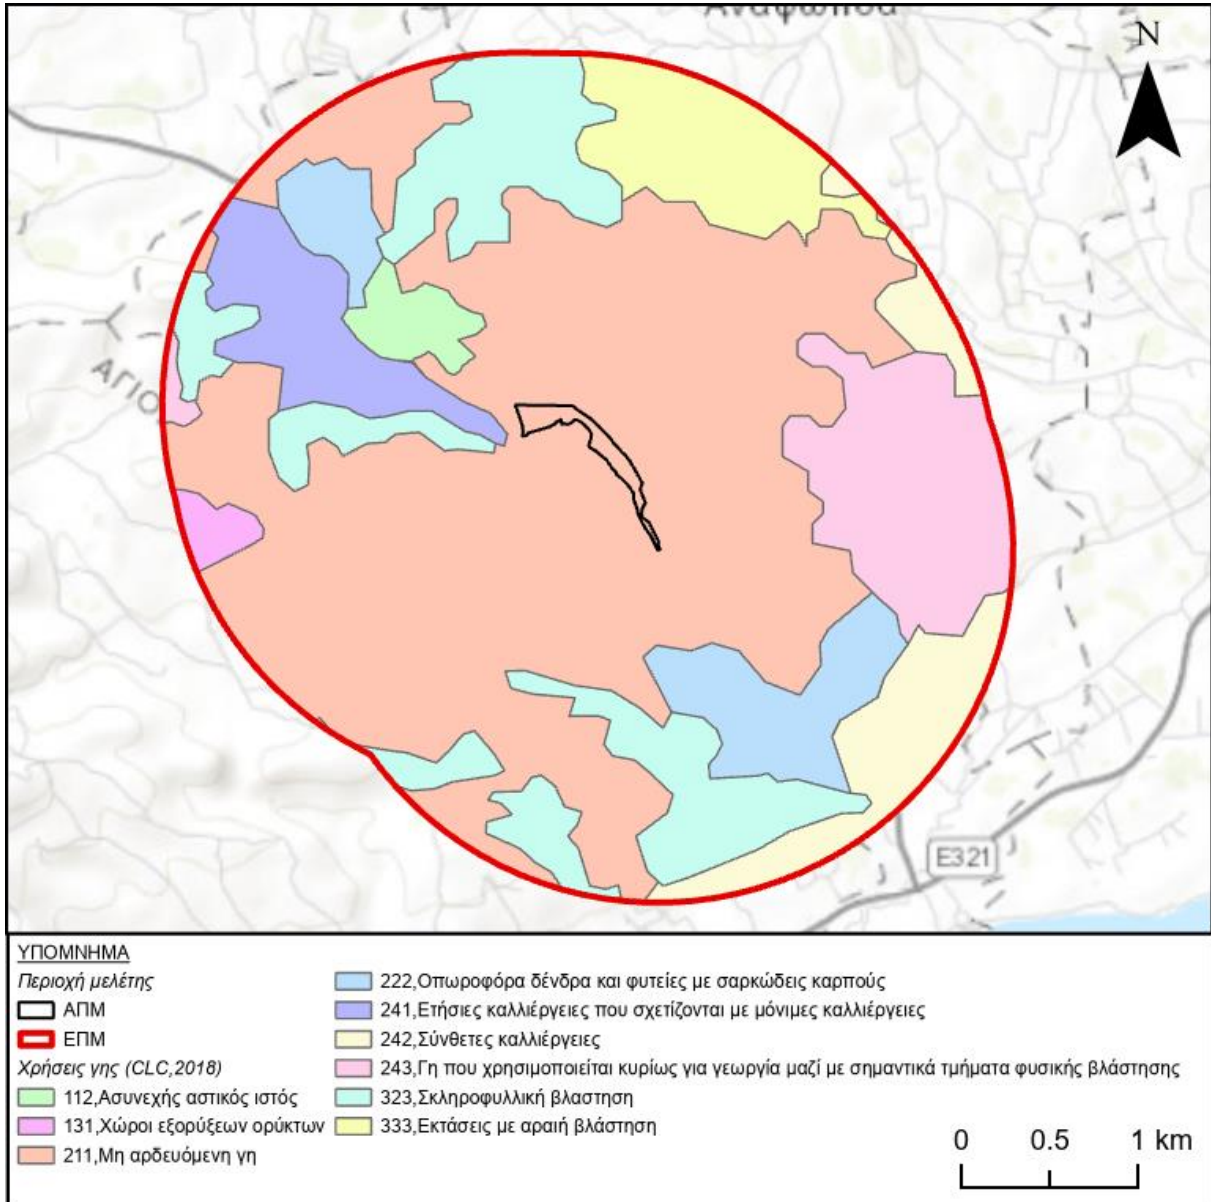 Αναφωτίδα
N
ΑΓΙΟ
E321
ΥΠΟΜΝΗΜΑ
Περιοχή μελέτης
ΑΠΜ
ΕΠΜ
Χρήσεις γης (CLC,2018)
112,Ασυνεχής αστικός ιστός
131,Χώροι εξορύξεων ορύκτων
211,Μη αρδευόμενη γη
222,Οπωροφόρα δένδρα και φυτείες με σαρκώδεις καρπούς
241,Ετήσιες καλλιέργειες που σχετίζονται με μόνιμες καλλιέργειες
242,Σύνθετες καλλιέργειες
243,Γη που χρησιμοποιείται κυρίως για γεωργία μαζί με σημαντικά τμήματα φυσικής βλάστησης
323,Σκληροφυλλική βλαστηση
333,Εκτάσεις με αραιή βλάστηση
0 0.5 1 km